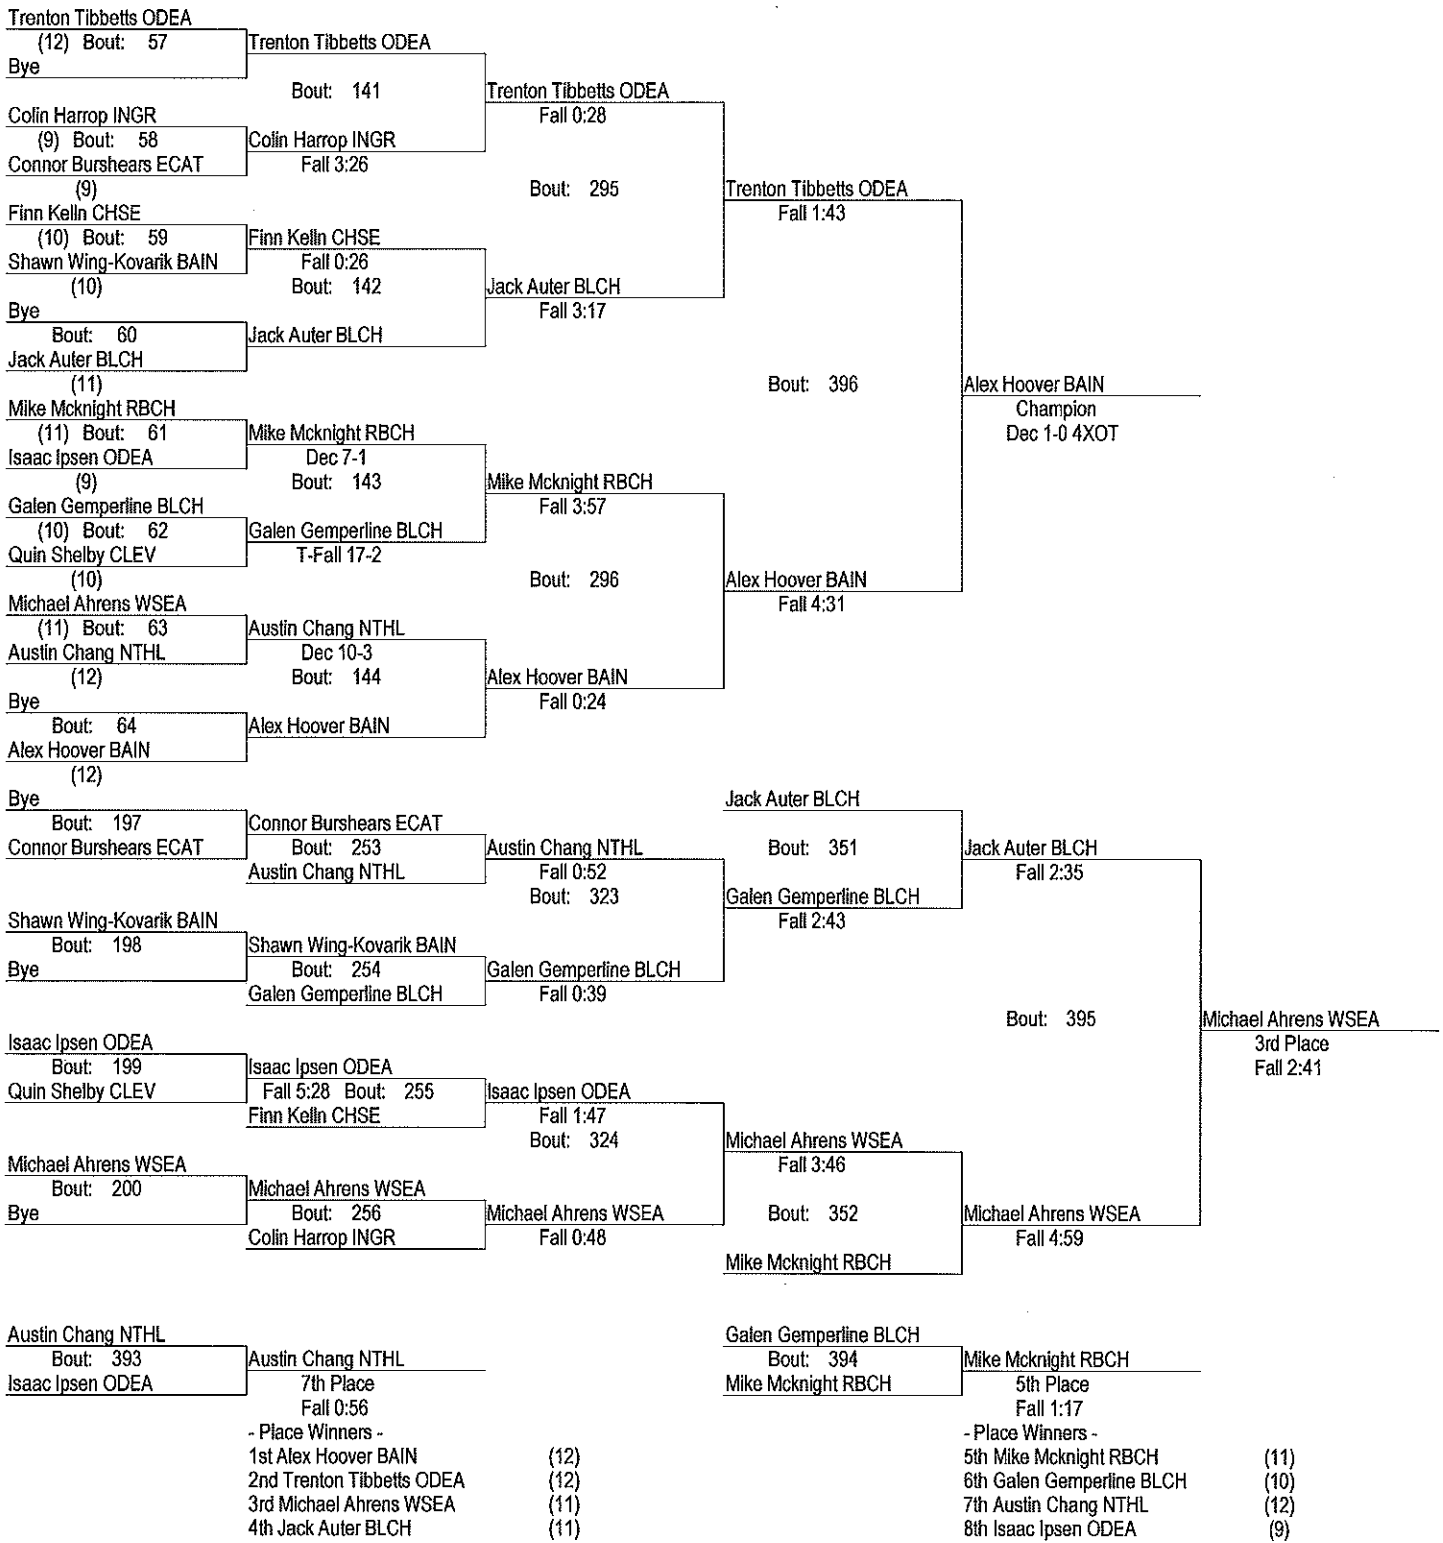 Trenton Tibbetts ODEA
(12) Bout: 57
Bye
Trenton Tibbetts ODEA
Bout: 141
Colin Harrop INGR
(9) Bout: 58
Connor Burshears ECAT
(9)
Colin Harrop INGR
Fall 3:26
Trenton Tibbetts ODEA
Fall 0:28
Bout: 295
Finn Kelln CHSE
(10) Bout: 59
Shawn Wing-Kovarik BAIN
(10)
Finn Kelln CHSE
Fall 0:26
Bout: 142
Bye
Bout: 60
Jack Auter BLCH
(11)
Jack Auter BLCH
Jack Auter BLCH
Fall 3:17
Trenton Tibbetts ODEA
Fall 1:43
Bout: 396
Mike Mcknight RBCH
(11) Bout: 61
Isaac Ipsen ODEA
(9)
Mike Mcknight RBCH
Dec 7-1
Bout: 143
Galen Gemperline BLCH
(10) Bout: 62
Quin Shelby CLEV
(10)
Galen Gemperline BLCH
T-Fall 17-2
Mike Mcknight RBCH
Fall 3:57
Bout: 296
Michael Ahrens WSEA
(11) Bout: 63
Austin Chang NTHL
(12)
Austin Chang NTHL
Dec 10-3
Bout: 144
Bye
Bout: 64
Alex Hoover BAIN
(12)
Alex Hoover BAIN
Alex Hoover BAIN
Fall 0:24
Alex Hoover BAIN
Fall 4:31
Alex Hoover BAIN
Champion
Dec 1-0 4XOT
Bye
Bout: 197
Connor Burshears ECAT
Connor Burshears ECAT
Bout: 253
Austin Chang NTHL
Austin Chang NTHL
Fall 0:52
Bout: 323
Shawn Wing-Kovarik BAIN
Bout: 198
Bye
Shawn Wing-Kovarik BAIN
Bout: 254
Galen Gemperline BLCH
Galen Gemperline BLCH
Fall 0:39
Jack Auter BLCH
Bout: 351
Galen Gemperline BLCH
Fall 2:43
Jack Auter BLCH
Fall 2:35
Bout: 395
Isaac Ipsen ODEA
Bout: 199
Quin Shelby CLEV
Isaac Ipsen ODEA
Fall 5:28 Bout: 255
Finn Kelln CHSE
Isaac Ipsen ODEA
Fall 1:47
Bout: 324
Michael Ahrens WSEA
Bout: 200
Bye
Michael Ahrens WSEA
Bout: 256
Colin Harrop INGR
Michael Ahrens WSEA
Fall 0:48
Michael Ahrens WSEA
Fall 3:46
Bout: 352
Mike Mcknight RBCH
Michael Ahrens WSEA
Fall 4:59
Michael Ahrens WSEA
3rd Place
Fall 2:41
Austin Chang NTHL
Bout: 393
Isaac Ipsen ODEA
Austin Chang NTHL
7th Place
Fall 0:56
Galen Gemperline BLCH
Bout: 394
Mike Mcknight RBCH
Mike Mcknight RBCH
5th Place
Fall 1:17
- Place Winners -
1st Alex Hoover BAIN (12)
2nd Trenton Tibbetts ODEA (12)
3rd Michael Ahrens WSEA (11)
4th Jack Auter BLCH (11)
- Place Winners -
5th Mike Mcknight RBCH (11)
6th Galen Gemperline BLCH (10)
7th Austin Chang NTHL (12)
8th Isaac Ipsen ODEA (9)